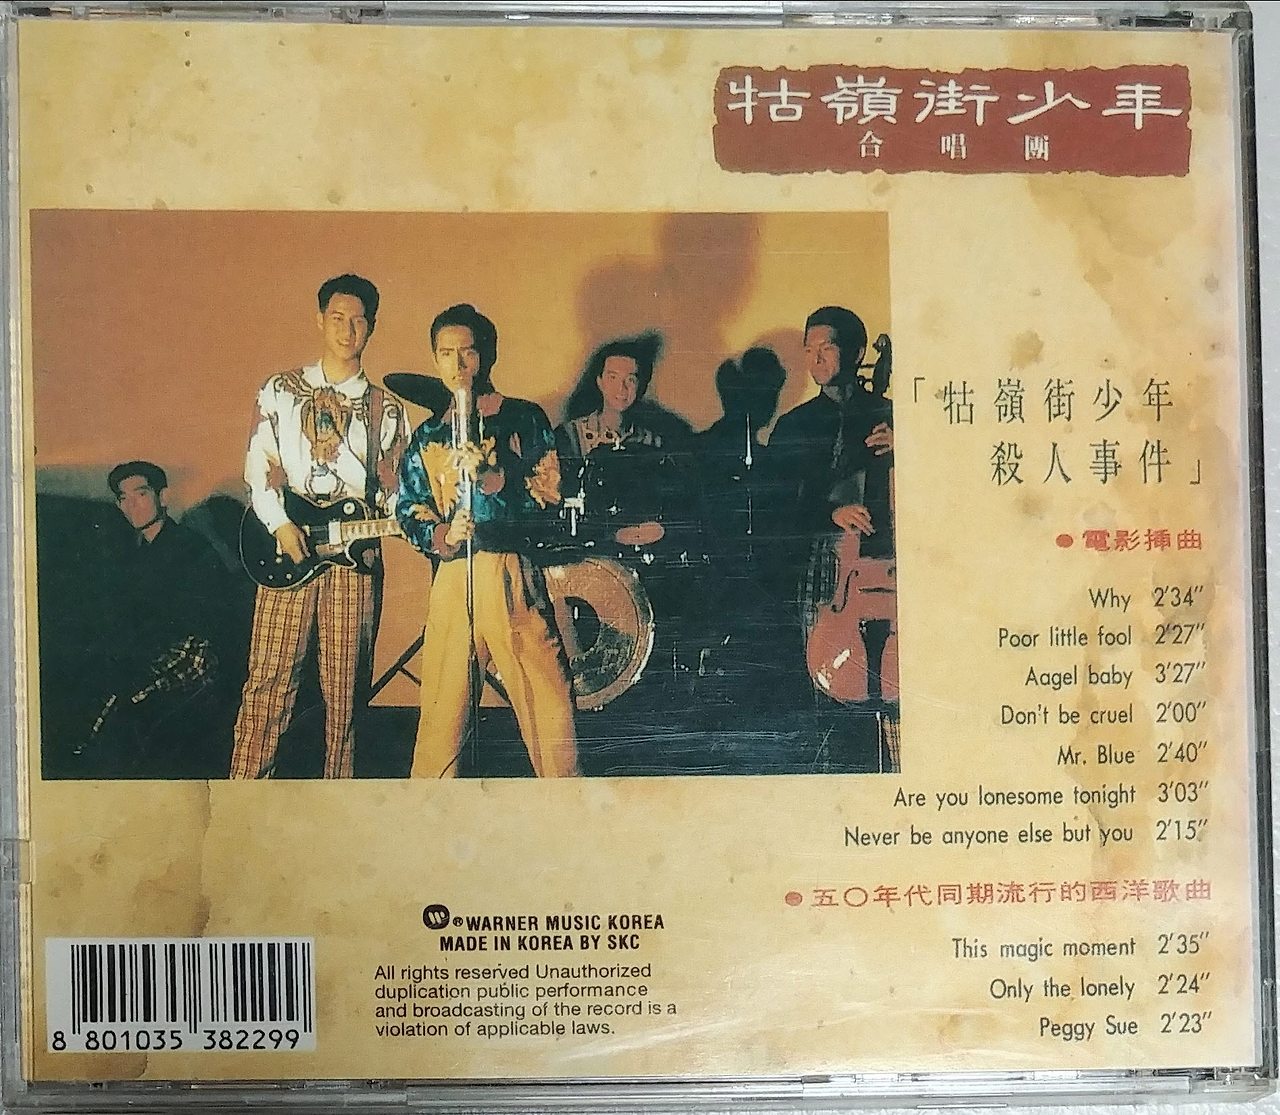 牯嶺街少年
合唱團
「牯嶺街少年
殺人事件」
●電影挿曲
Why 2'34"
Poor little fool 2'27"
Aagel baby 3'27"
Don't be cruel 2'00"
Mr. Blue 2'40"
Are you lonesome tonight 3'03"
Never be anyone else but you 2'15"
●五〇年代同期流行的西洋歌曲
This magic moment 2'35"
Only the lonely 2'24"
Peggy Sue 2'23"
® WARNER MUSIC KOREA
MADE IN KOREA BY SKC
All rights reserved Unauthorized
duplication public performance
and broadcasting of the record is a
violation of applicable laws.
8 801035 382299